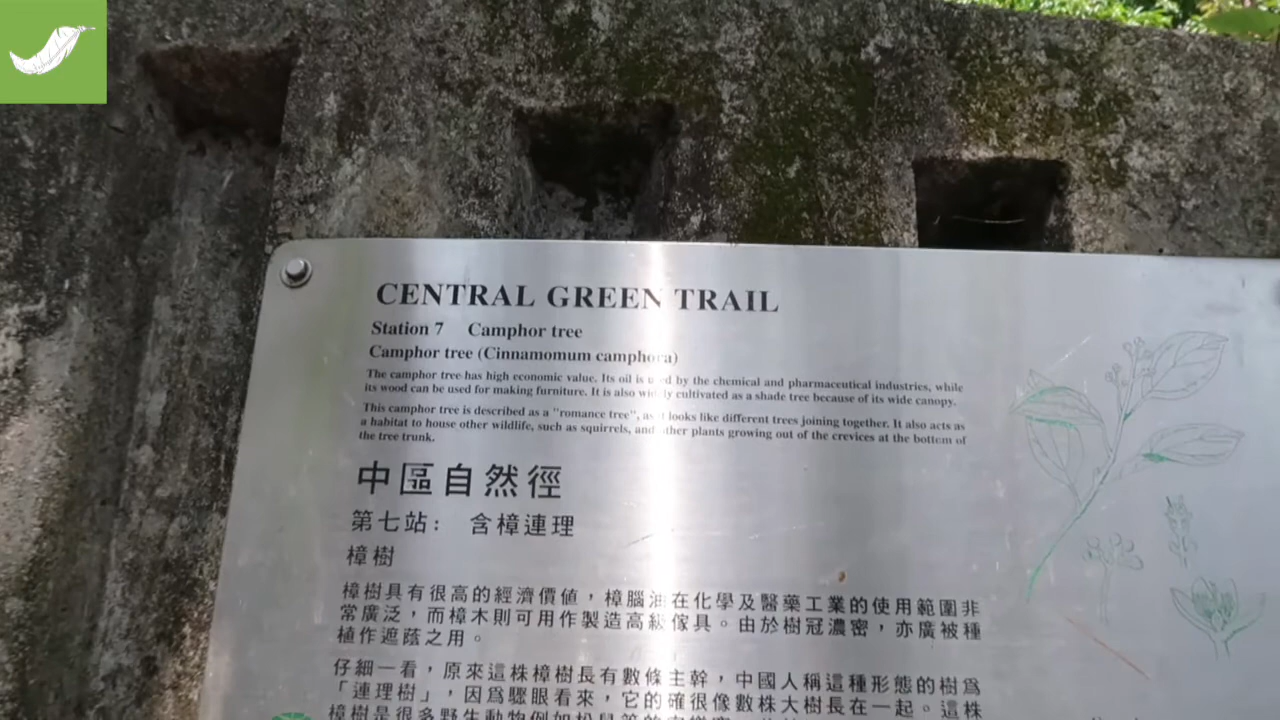 CENTRAL GREEN TRAIL
Station 7 Camphor tree
Camphor tree (Cinnamomum camphora)
The camphor tree has high economic value. Its oil is used by the chemical and pharmaceutical industries, while
its wood can be used for making furniture. It is also widely cultivated as a shade tree because of its wide canopy.
This camphor tree is described as a "romance tree", as it looks like different trees joining together. It also acts as
a habitat to house other wildlife, such as squirrels, and other plants growing out of the crevices at the bottom of
the tree trunk.
中區自然徑
第七站： 含樟連理
樟樹
樟樹具有很高的經濟價値，樟腦油在化學及醫藥工業的使用範圍非
常廣泛，而樟木則可用作製造高級傢具。由於樹冠濃密，亦廣被種
植作遮蔭之用。
仔細一看，原來這株樟樹長有數條主幹，中國人稱這種形態的樹爲
「連理樹」，因爲驟眼看來，它的確很像數株大樹長在一起。這株
樟樹是很多野生動物例如松鼠等的